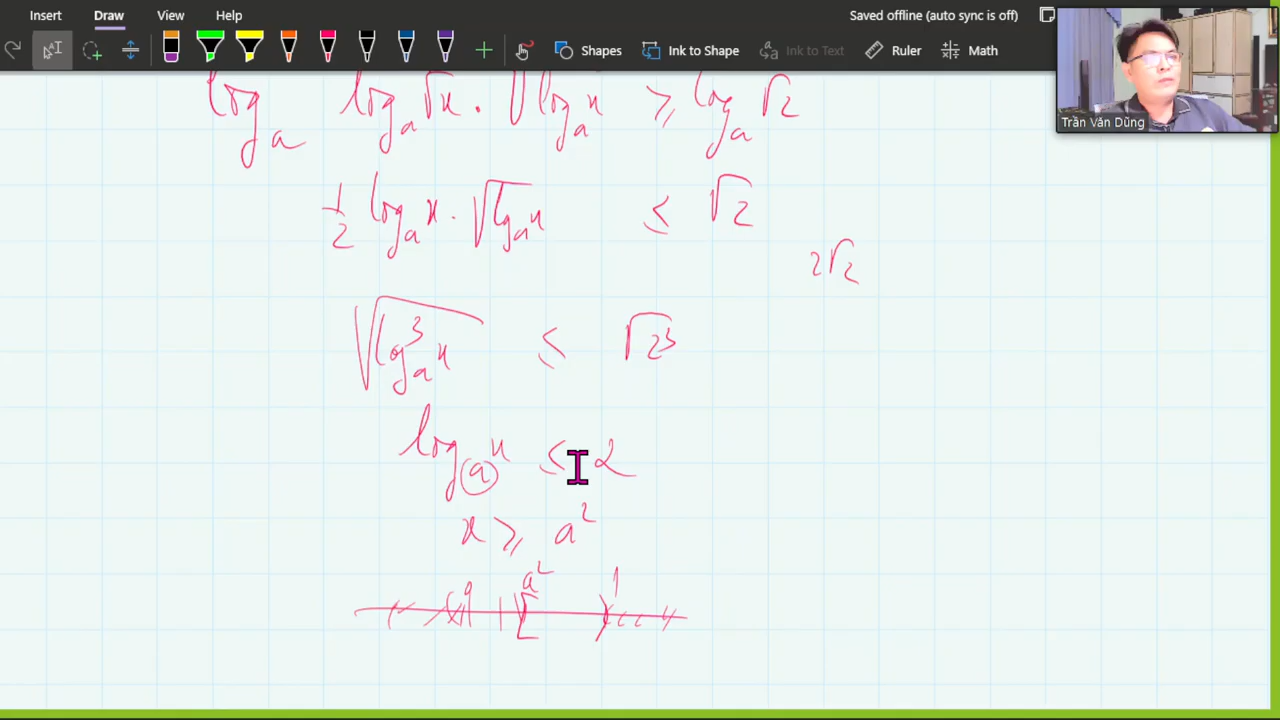 Insert Draw View Help Saved offline (auto sync is off)
Shapes Ink to Shape Ink to Text Ruler Math
Trần Văn Dũng
log_a log_a √x . √log_a x ≥ log_a √2
1/2 log_a x . √log_a x ≤ √2
2√2
√log_a^3 x ≤ √2^3
log_a x ≤ 2
x ≥ a^2
a^2 1